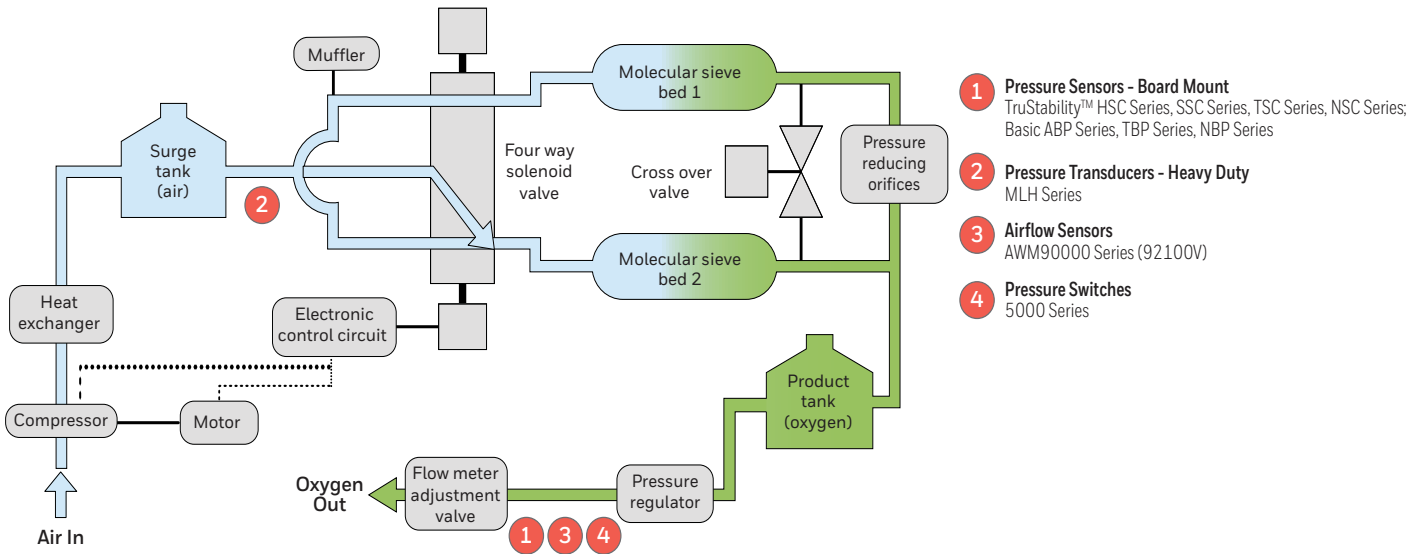 Muffler
Molecular sieve
bed 1
Surge
tank
(air)
2
Four way
solenoid
valve
Cross over
valve
Pressure
reducing
orifices
Molecular sieve
bed 2
Heat
exchanger
Electronic
control circuit
Compressor
Motor
Product
tank
(oxygen)
Air In
Oxygen
Out
Flow meter
adjustment
valve
Pressure
regulator
1 3 4
1 Pressure Sensors - Board Mount
TruStability™ HSC Series, SSC Series, TSC Series, NSC Series;
Basic ABP Series, TBP Series, NBP Series
2 Pressure Transducers - Heavy Duty
MLH Series
3 Airflow Sensors
AWM90000 Series (92100V)
4 Pressure Switches
5000 Series